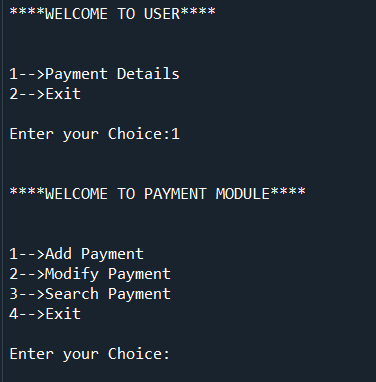 ****WELCOME TO USER****
1-->Payment Details
2-->Exit
Enter your Choice:1
****WELCOME TO PAYMENT MODULE****
1-->Add Payment
2-->Modify Payment
3-->Search Payment
4-->Exit
Enter your Choice: